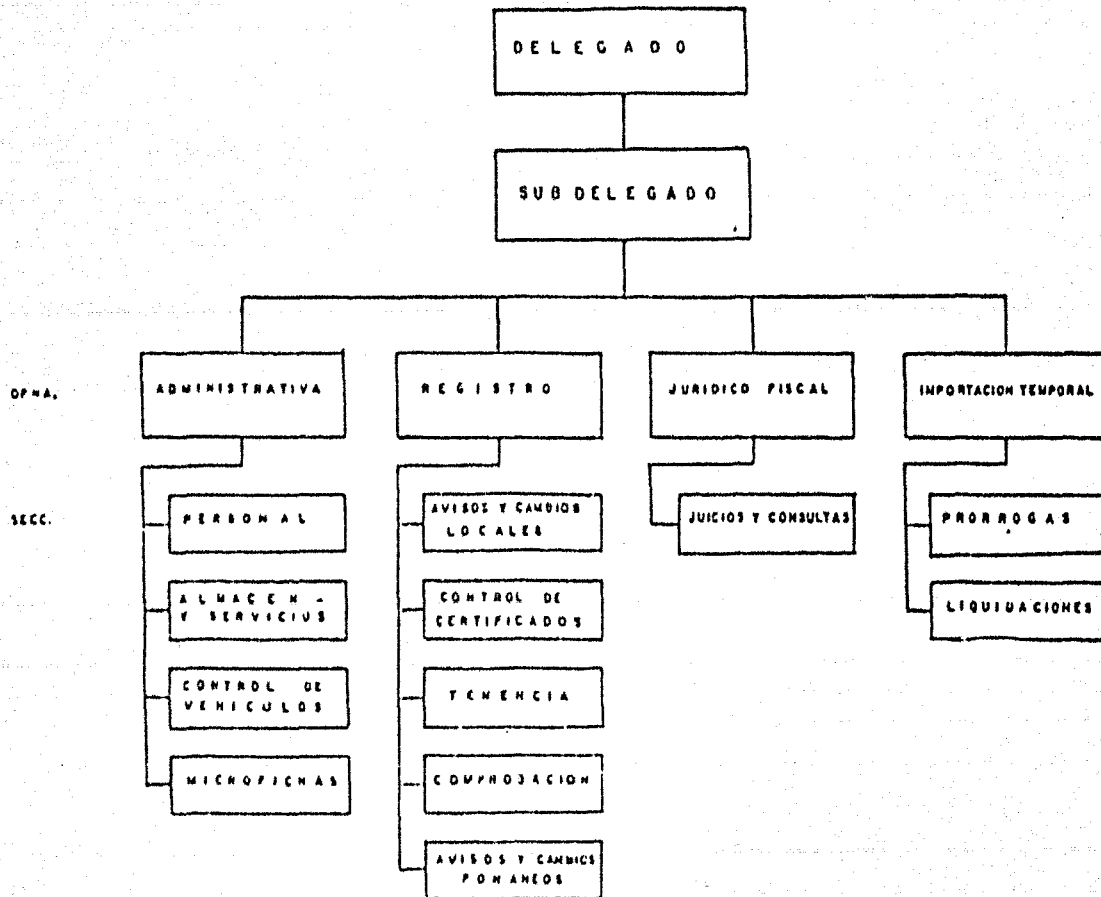 DELEGADO
SUB DELEGADO
OFNA.
ADMINISTRATIVA
REGISTRO
JURIDICO FISCAL
IMPORTACION TEMPORAL
SECC.
PERSONAL
AVISOS Y CAMBIOS
LOCALES
JUICIOS Y CONSULTAS
PRORROGAS
ALMACEN -
Y SERVICIOS
CONTROL DE
CERTIFICADOS
LIQUIDACIONES
CONTROL DE
VEHICULOS
TENENCIA
MICROFICHAS
COMPROBACION
AVISOS Y CAMBIOS
FORANEOS